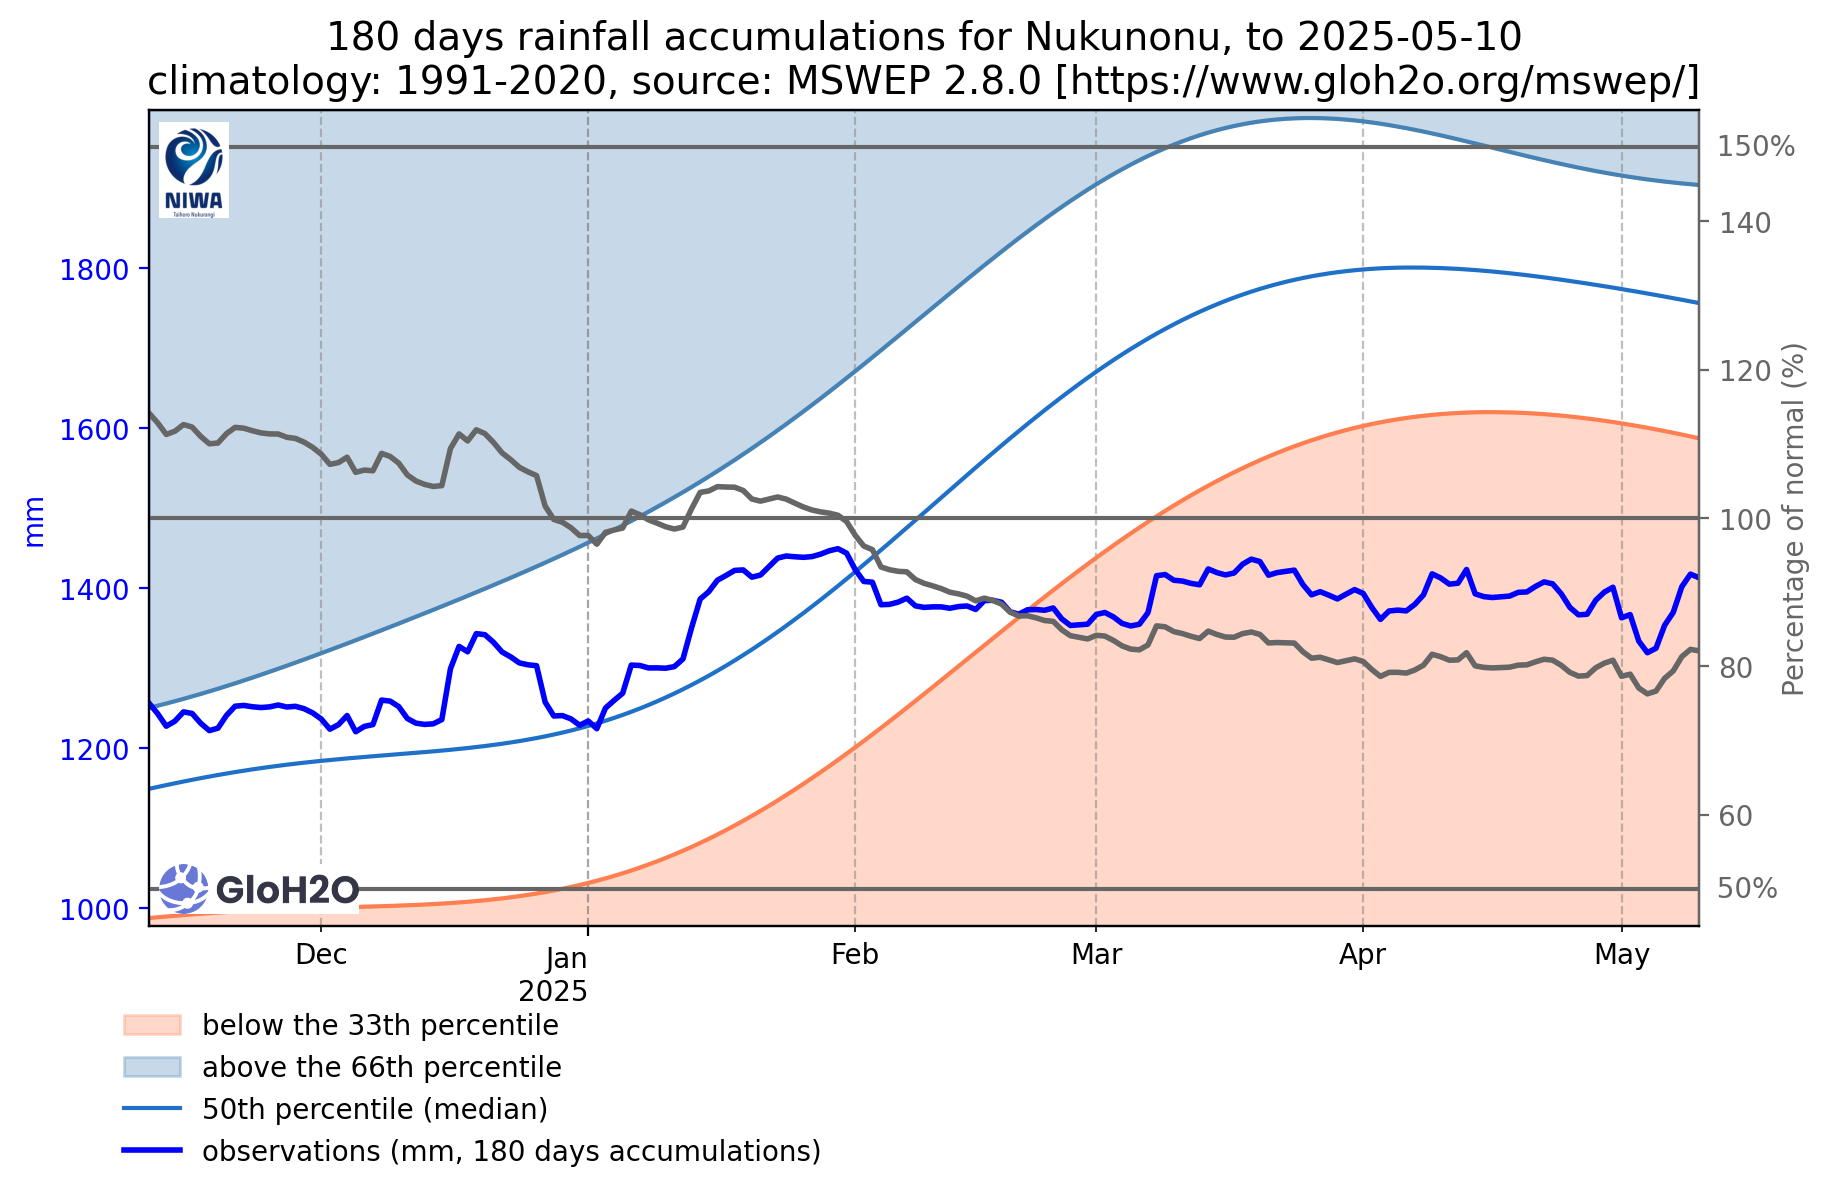 180 days rainfall accumulations for Nukunonu, to 2025-05-10
climatology: 1991-2020, source: MSWEP 2.8.0 [https://www.gloh2o.org/mswep/]
NIWA
Taihoro Nukurangi
150%
140
120
100
80
60
50%
Percentage of normal (%)
1800
1600
1400
1200
1000
mm
GloH2O
Dec
Jan
2025
Feb
Mar
Apr
May
below the 33th percentile
above the 66th percentile
50th percentile (median)
observations (mm, 180 days accumulations)